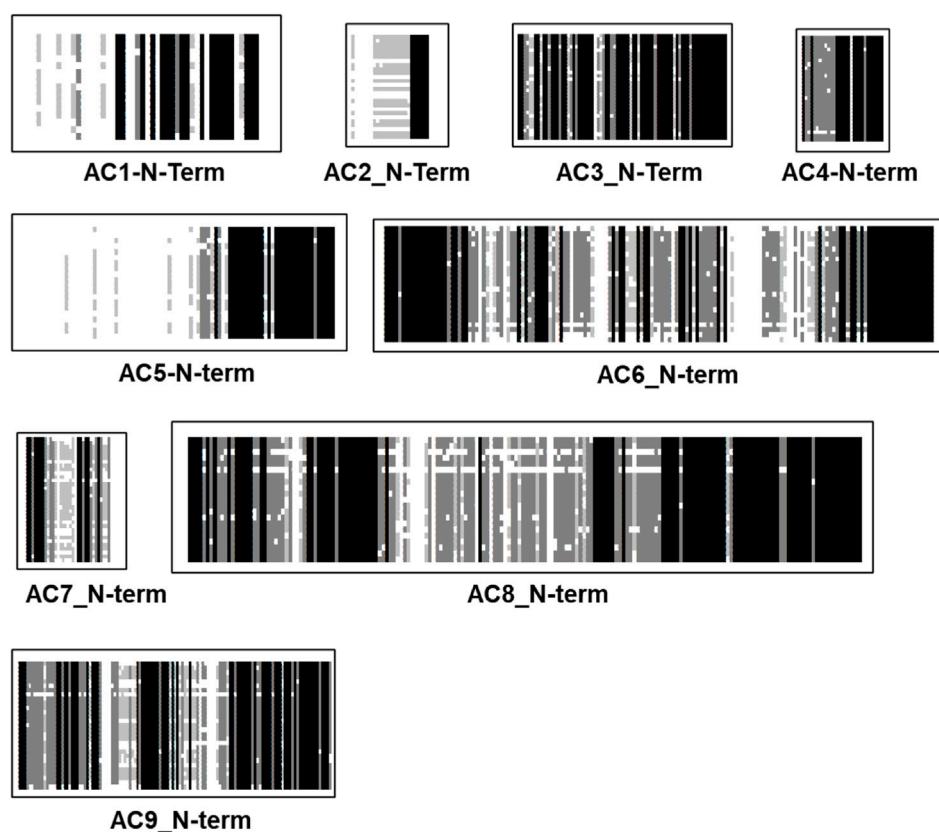 AC1-N-Term
AC2_N-Term
AC3_N-Term
AC4-N-term
AC5-N-term
AC6_N-term
AC7_N-term
AC8_N-term
AC9_N-term